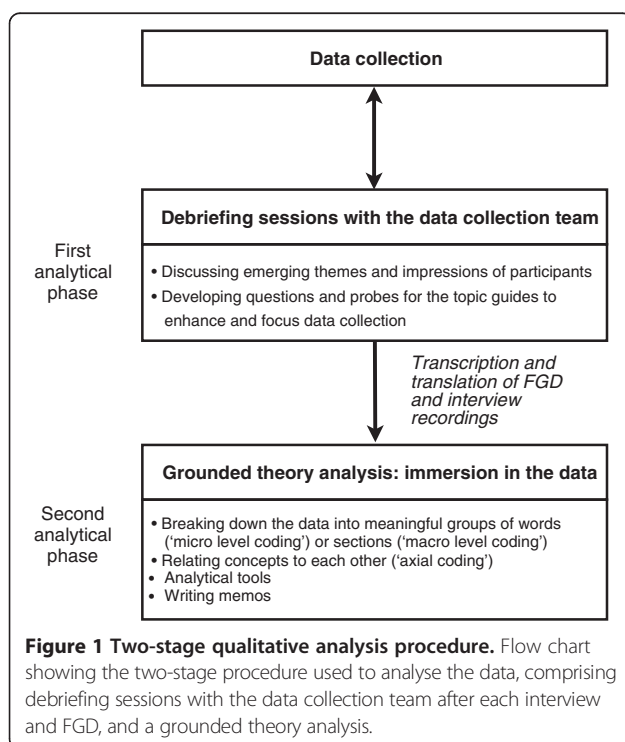 Data collection
Debriefing sessions with the data collection team
First
analytical
phase
• Discussing emerging themes and impressions of participants
• Developing questions and probes for the topic guides to
enhance and focus data collection
Transcription and
translation of FGD
and interview
recordings
Grounded theory analysis: immersion in the data
Second
analytical
phase
• Breaking down the data into meaningful groups of words
(‘micro level coding’) or sections (‘macro level coding’)
• Relating concepts to each other (‘axial coding’)
• Analytical tools
• Writing memos
Figure 1 Two-stage qualitative analysis procedure. Flow chart
showing the two-stage procedure used to analyse the data, comprising
debriefing sessions with the data collection team after each interview
and FGD, and a grounded theory analysis.